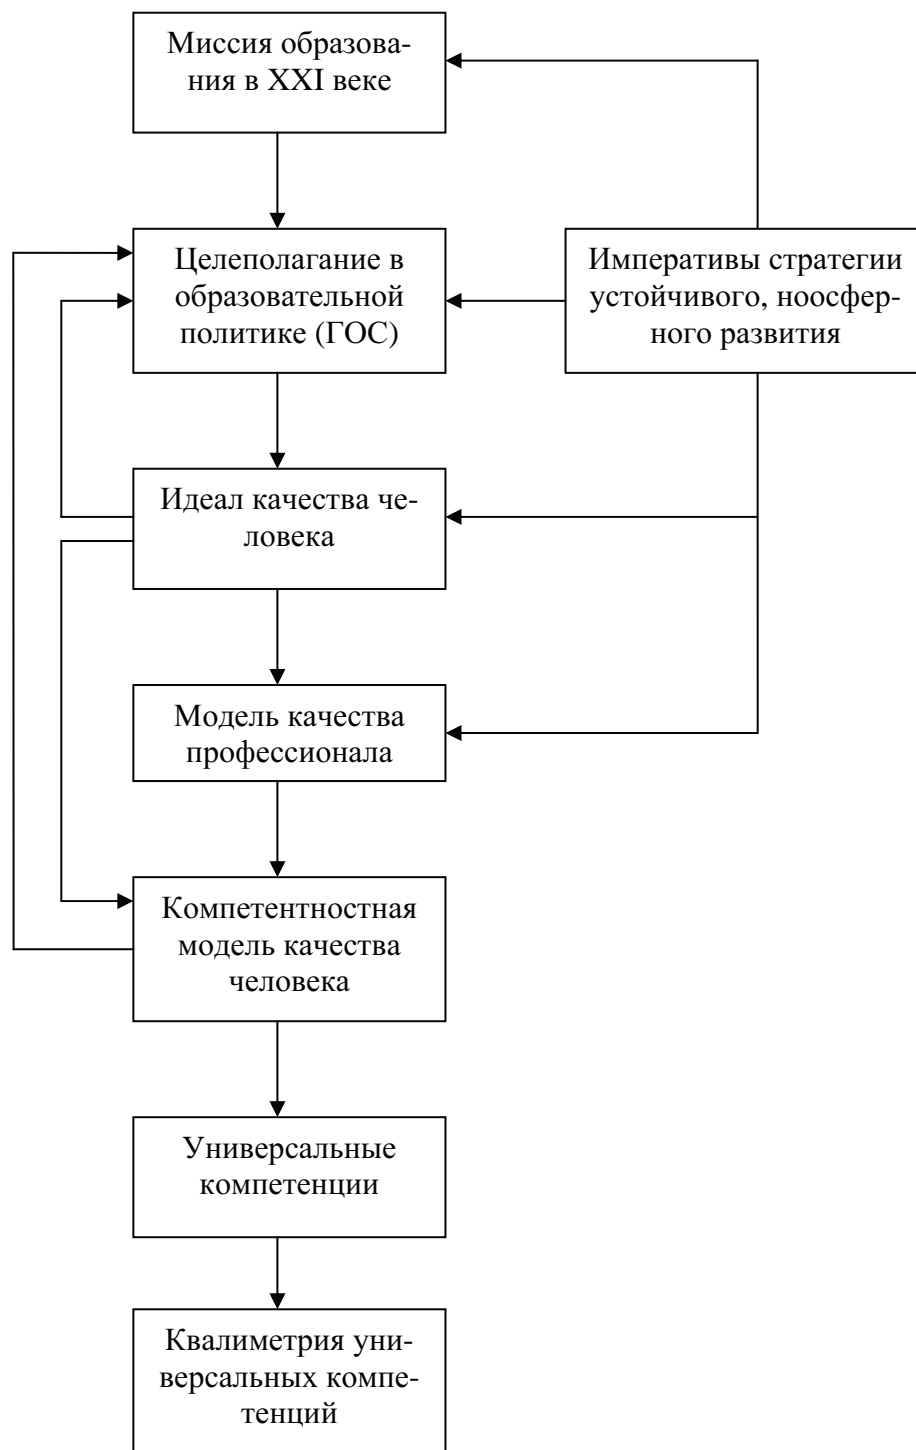 Миссия образова-
ния в XXI веке
Целеполагание в
образовательной
политике (ГОС)
Императивы стратегии
устойчивого, ноосфер-
ного развития
Идеал качества че-
ловека
Модель качества
профессионала
Компетентностная
модель качества
человека
Универсальные
компетенции
Квалиметрия уни-
версальных компе-
тенций